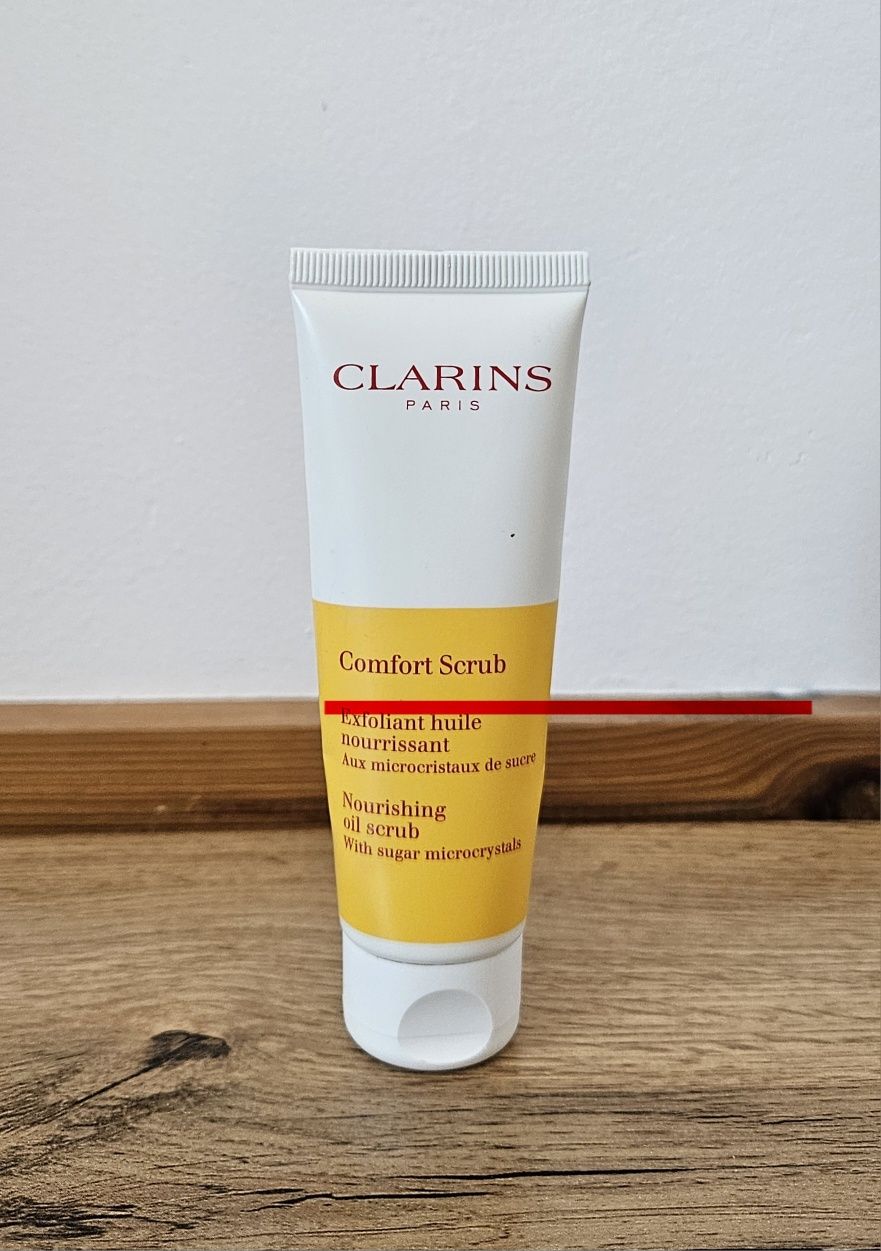 CLARINS
PARIS
Comfort Scrub
Exfoliant huile
nourrissant
Aux microcristaux de sucre
Nourishing
oil scrub
With sugar microcrystals